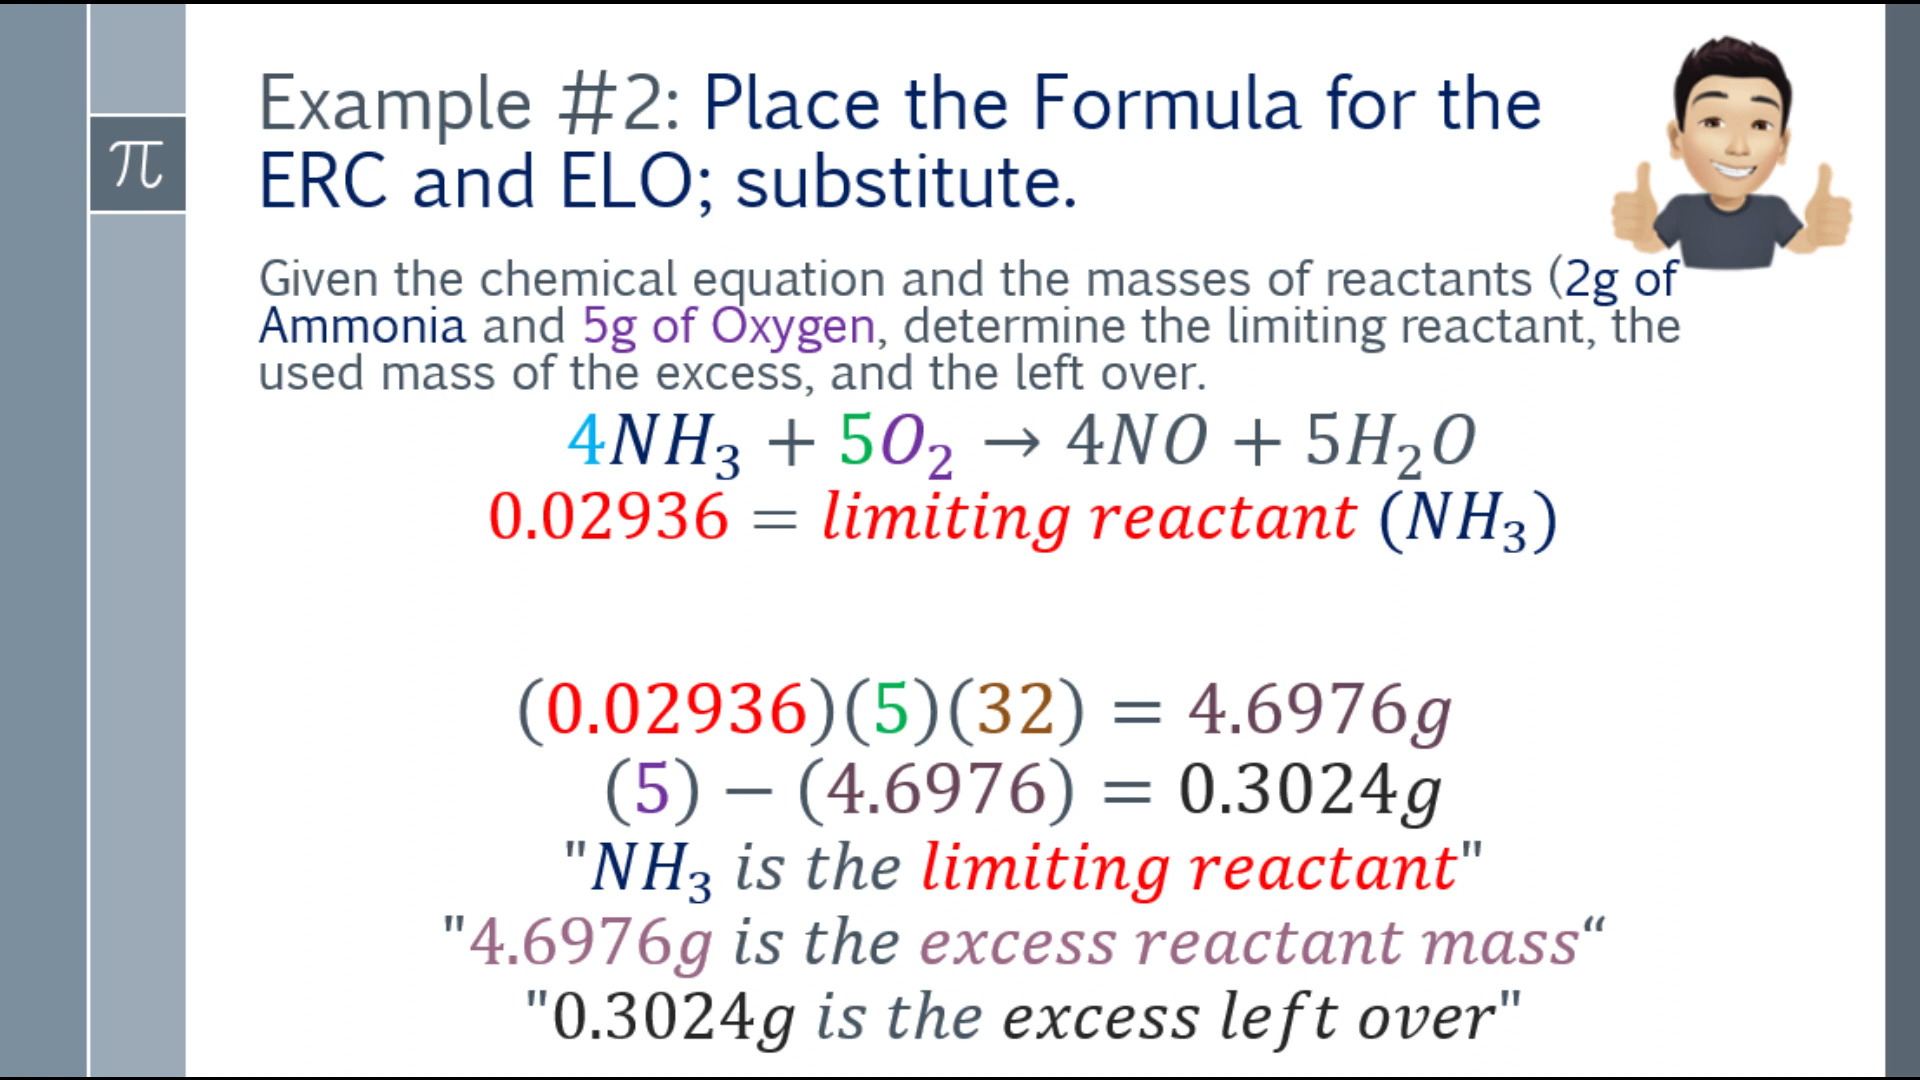 π
Example #2: Place the Formula for the
ERC and ELO; substitute.
Given the chemical equation and the masses of reactants (2g of
Ammonia and 5g of Oxygen, determine the limiting reactant, the
used mass of the excess, and the left over.
4NH₃ + 5O₂ → 4NO + 5H₂O
0.02936 = limiting reactant (NH₃)
(0.02936)(5)(32) = 4.6976g
(5) − (4.6976) = 0.3024g
"NH₃ is the limiting reactant"
"4.6976g is the excess reactant mass“
"0.3024g is the excess left over"